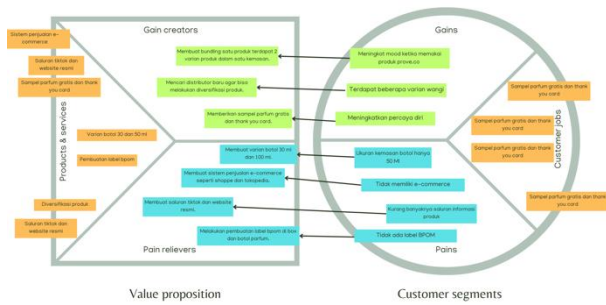 Gain creators
Gains
Sistem penjualan e-
commerce
Saluran tiktok dan
website resmi
Sampel parfum gratis dan thank
you card
Products & services
Varian botol 30 dan 50 ml
Pembuatan label bpom
Diversifikasi produk
Saluran tiktok dan
website resmi
Membuat bundling satu produk terdapat 2
varian produk dalam satu kemasan.
Mencari distributor baru agar bisa
melakukan diversifikasi produk.
Memberikan sampel parfum gratis
dan thank you card.
Membuat varian botol 30 ml
dan 100 ml.
Membuat sistem penjualan e-commerce
seperti shopee dan tokopedia.
Membuat saluran tiktok dan website
resmi.
Melakukan pembuatan label bpom di box
dan botol parfum.
Pain relievers
Meningkat mood ketika memakai
produk prove.co
Terdapat beberapa varian wangi
Meningkatkan percaya diri
Ukuran kemasan botol hanya
50 Ml
Tidak memiliki e-commerce
Kurang banyaknya saluran informasi
produk
Tidak ada label BPOM
Pains
Sampel parfum gratis dan thank
you card
Sampel parfum gratis dan thank
you card
Sampel parfum gratis dan thank
you card
Customer jobs
Sampel parfum gratis dan thank
you card
Value proposition
Customer segments